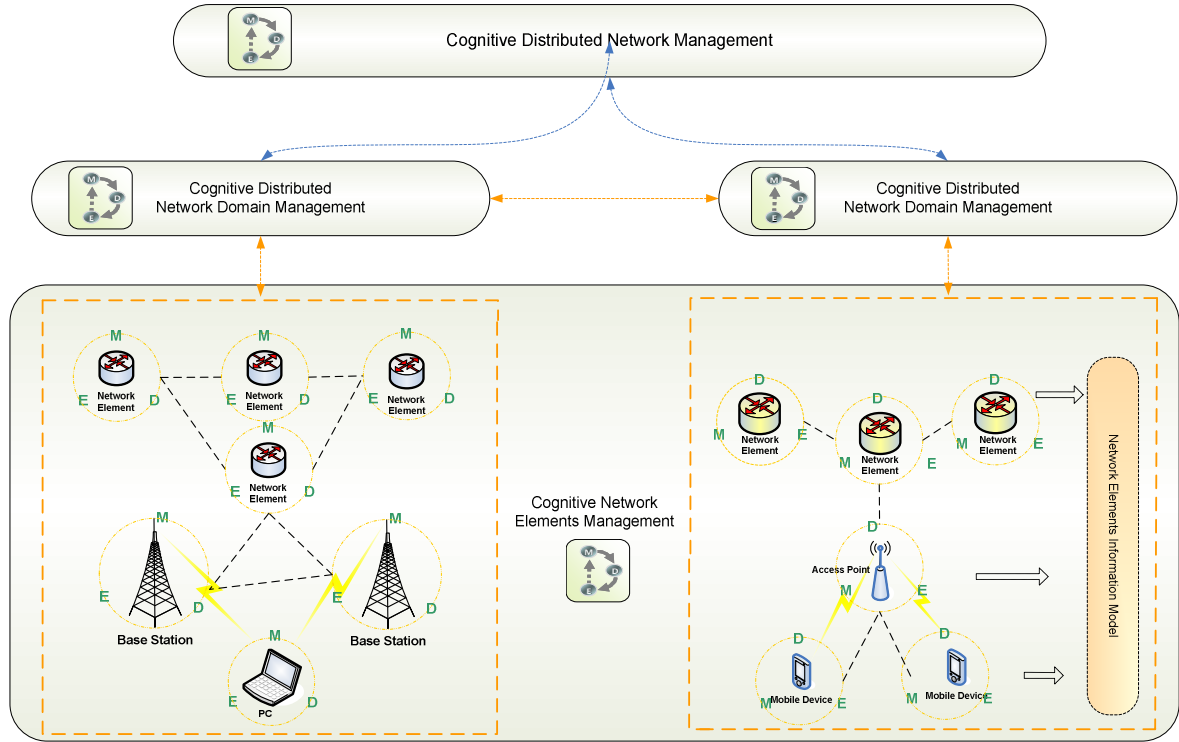 M
D
E
Cognitive Distributed Network Management
M
D
E
Cognitive Distributed
Network Domain Management
M
D
E
Cognitive Distributed
Network Domain Management
M
Network
Element
E
D
M
Network
Element
E
D
M
Network
Element
E
D
M
Network
Element
E
D
M
E
D
Base Station
M
E
D
Base Station
M
E
D
PC
Cognitive Network
Elements Management
M
D
E
D
Network
Element
M
E
D
Network
Element
M
E
D
Network
Element
M
E
D
Access Point
M
E
D
Mobile Device
M
E
D
Mobile Device
M
E
Network Elements Information Model